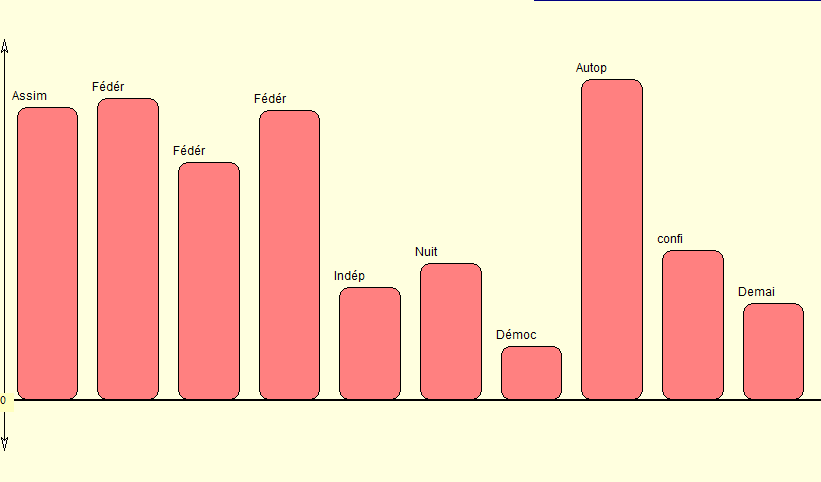 Assim
Fédér
Fédér
Fédér
Indép
Nuit
Démoc
Autop
confi
Demai
0